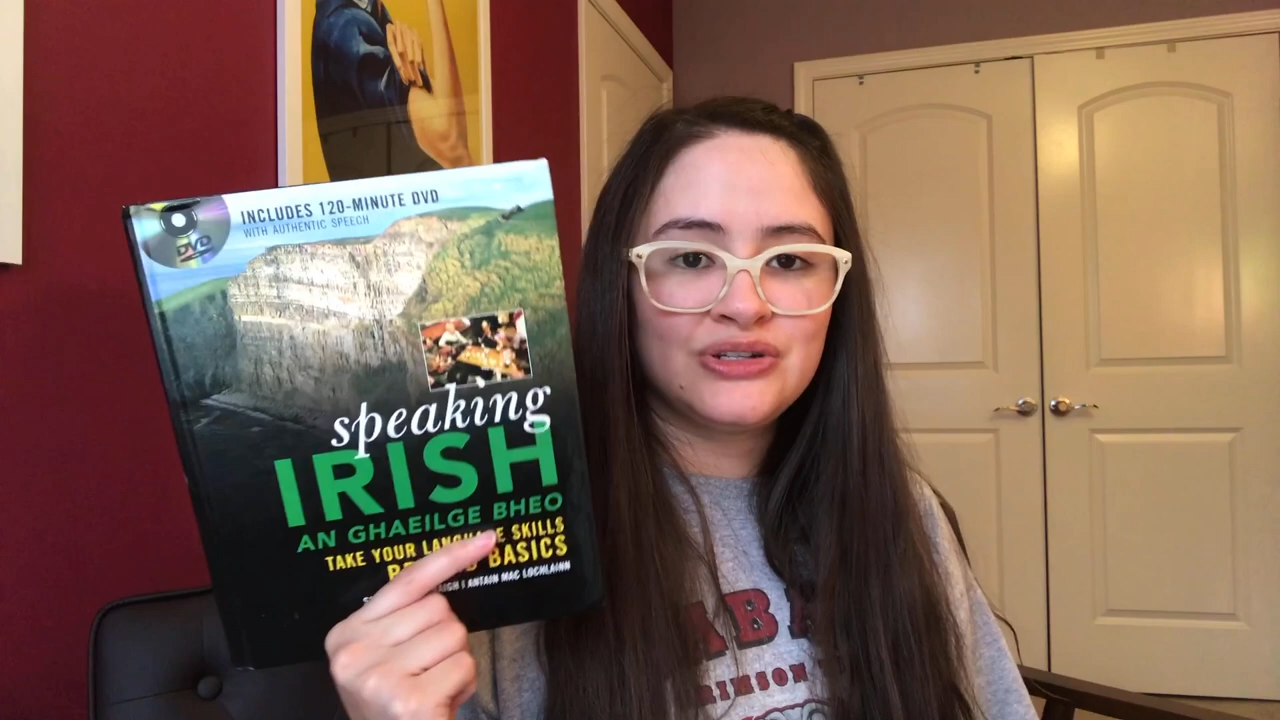 INCLUDES 120-MINUTE DVD
WITH AUTHENTIC SPEECH
DVD
speaking
IRISH
AN GHAEILGE BHEO
TAKE YOUR SKILLS
BASICS
ANTAIN MAC LOCHLAINN